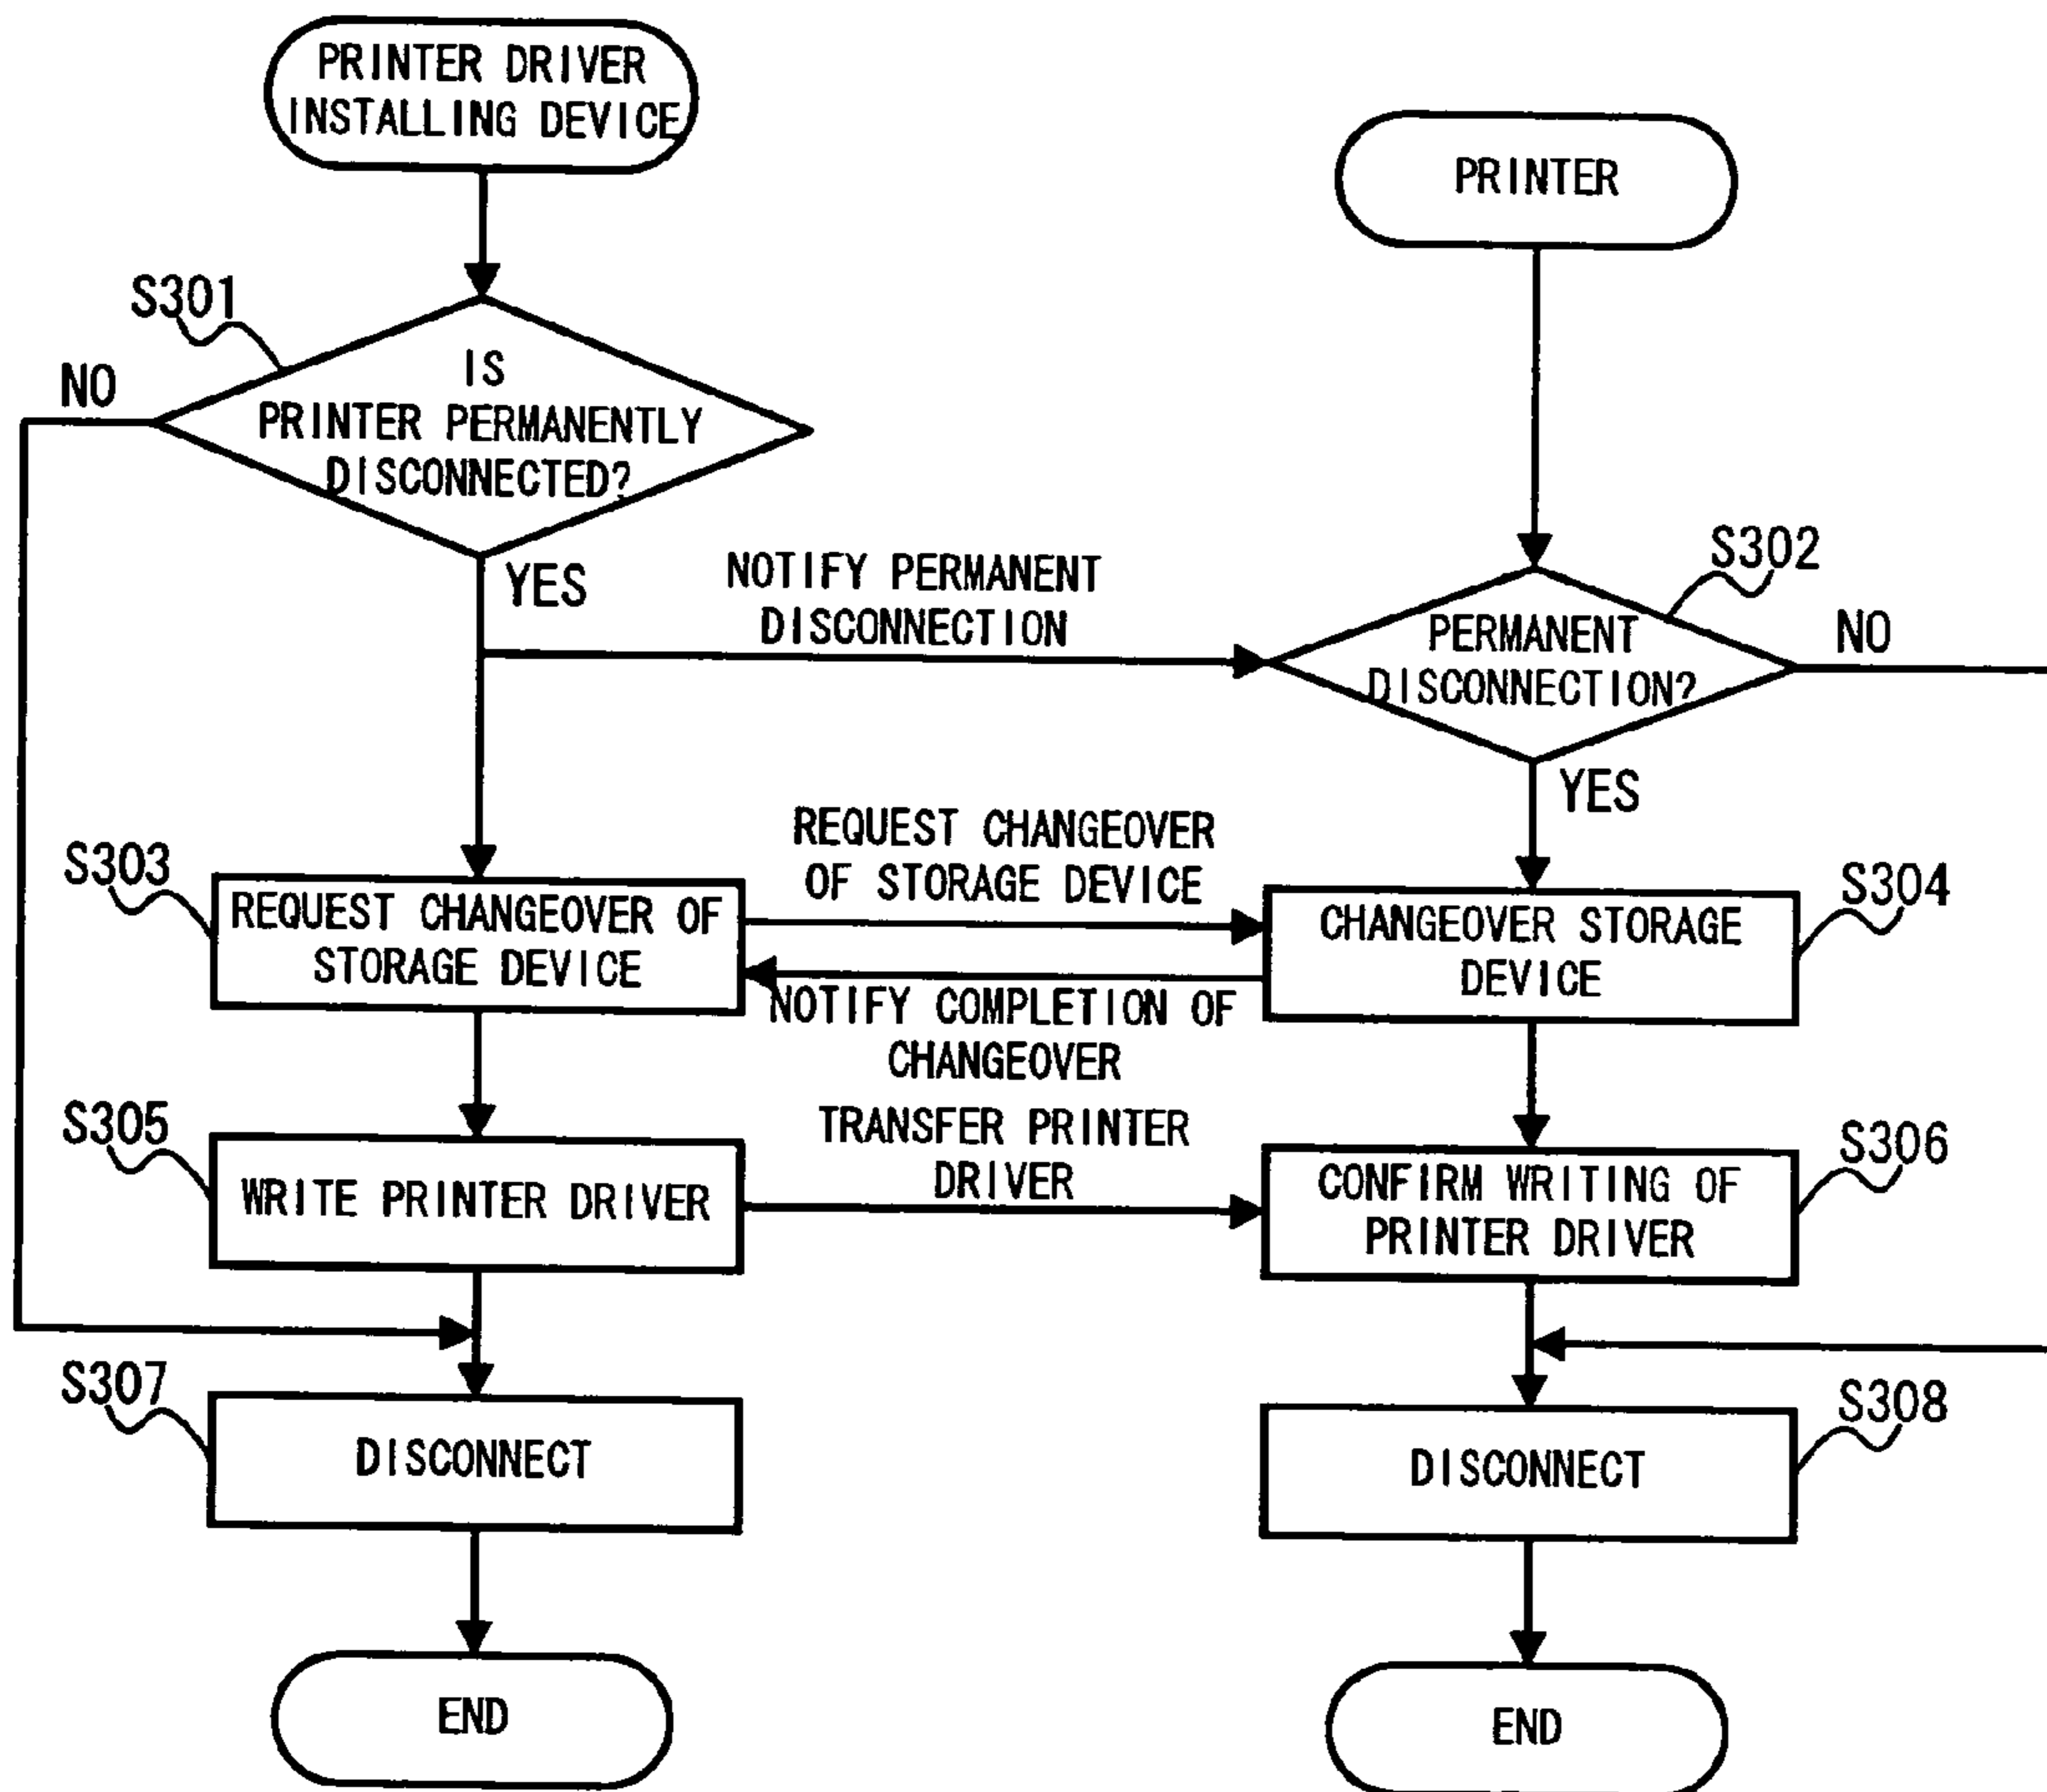 PRINTER DRIVER
INSTALLING DEVICE
PRINTER
S301
NO
IS
PRINTER PERMANENTLY
DISCONNECTED?
YES
NOTIFY PERMANENT
DISCONNECTION
S302
PERMANENT
DISCONNECTION?
NO
YES
S303
REQUEST CHANGEOVER OF
STORAGE DEVICE
REQUEST CHANGEOVER
OF STORAGE DEVICE
S304
CHANGEOVER STORAGE
DEVICE
NOTIFY COMPLETION OF
CHANGEOVER
S305
WRITE PRINTER DRIVER
TRANSFER PRINTER
DRIVER
S306
CONFIRM WRITING OF
PRINTER DRIVER
S307
DISCONNECT
S308
DISCONNECT
END
END